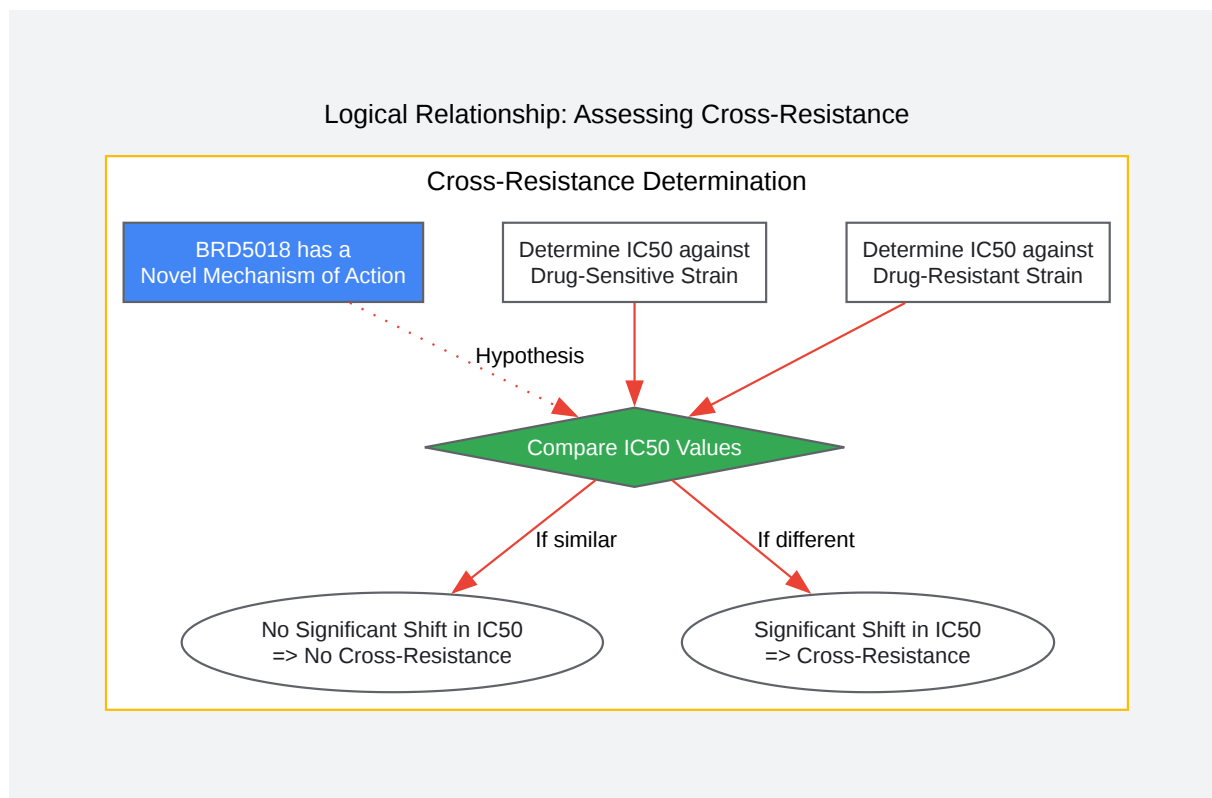 Logical Relationship: Assessing Cross-Resistance
Cross-Resistance Determination
BRD5018 has a
Novel Mechanism of Action
Determine IC50 against
Drug-Sensitive Strain
Determine IC50 against
Drug-Resistant Strain
Hypothesis
Compare IC50 Values
If similar
If different
No Significant Shift in IC50
=> No Cross-Resistance
Significant Shift in IC50
=> Cross-Resistance